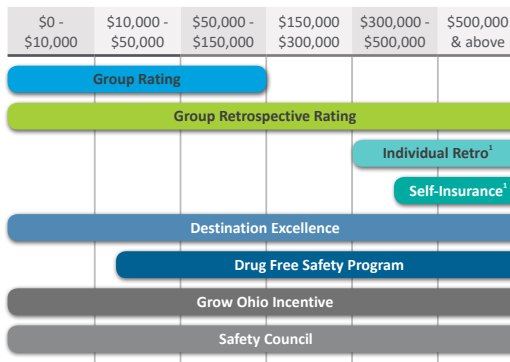 $0 - $10,000 - $50,000 - $150,000 $300,000 - $500,000
$10,000 $50,000 $150,000 $300,000 $500,000 & above
Group Rating
Group Retrospective Rating
Individual Retro¹
Self-Insurance¹
Destination Excellence
Drug Free Safety Program
Grow Ohio Incentive
Safety Council